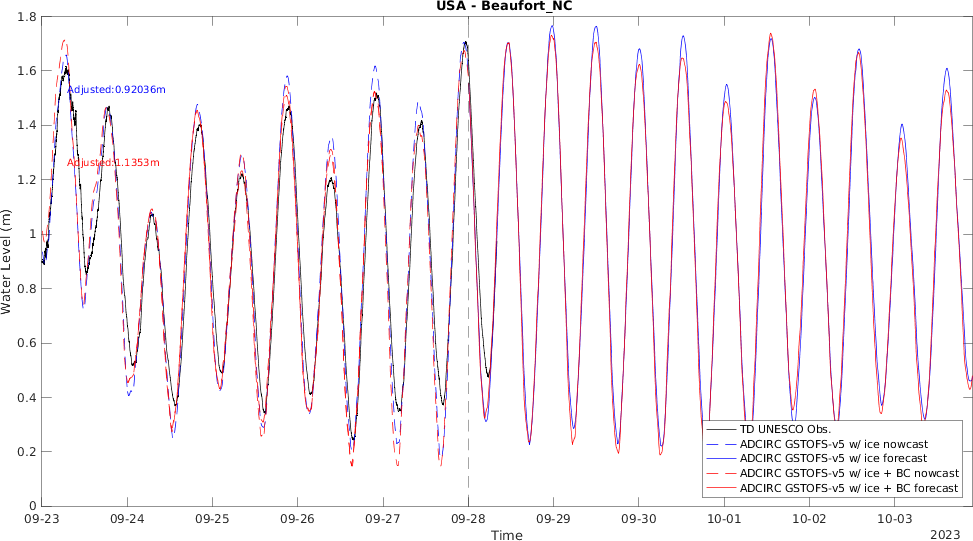 USA - Beaufort_NC
1.8
1.6
1.4
1.2
1
0.8
0.6
0.4
0.2
0
Water Level (m)
Adjusted:0.92036m
Adjusted:1.1353m
TD UNESCO Obs.
ADCIRC GSTOFS-v5 w/ ice nowcast
ADCIRC GSTOFS-v5 w/ ice forecast
ADCIRC GSTOFS-v5 w/ ice + BC nowcast
ADCIRC GSTOFS-v5 w/ ice + BC forecast
09-23 09-24 09-25 09-26 09-27 09-28 09-29 09-30 10-01 10-02 10-03
Time
2023